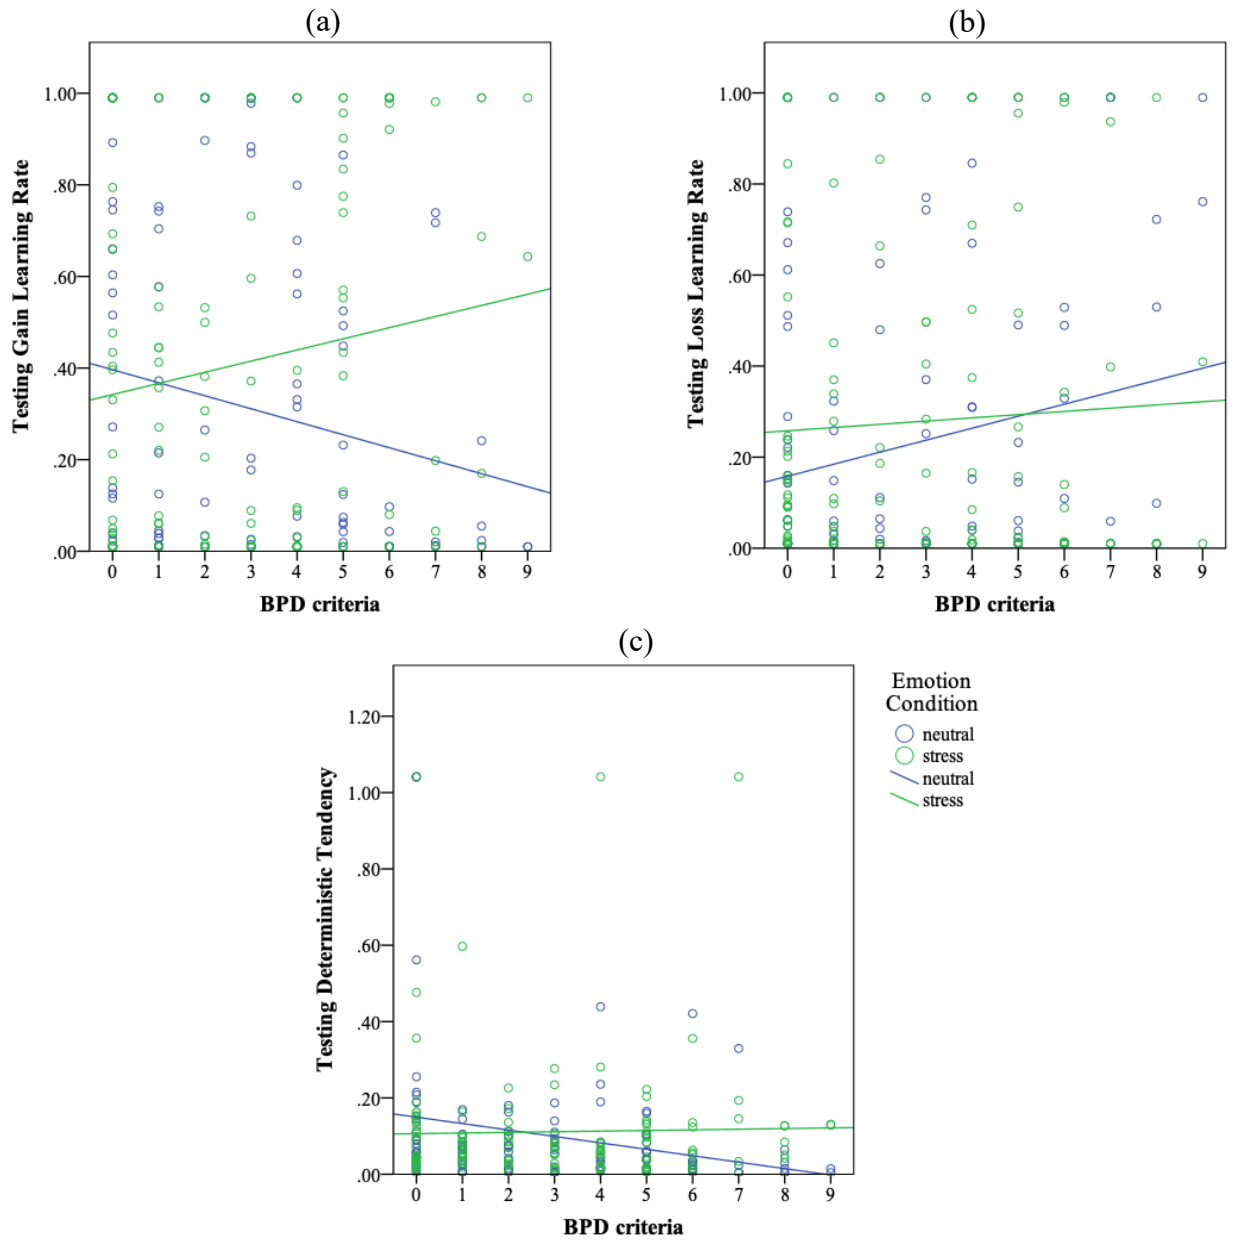 (a)
Testing Gain Learning Rate
1.00
.80
.60
.40
.20
.00
0 1 2 3 4 5 6 7 8 9
BPD criteria
(b)
Testing Loss Learning Rate
1.00
.80
.60
.40
.20
.00
0 1 2 3 4 5 6 7 8 9
BPD criteria
(c)
Testing Deterministic Tendency
1.20
1.00
.80
.60
.40
.20
.00
0 1 2 3 4 5 6 7 8 9
BPD criteria
Emotion
Condition
neutral
stress
neutral
stress